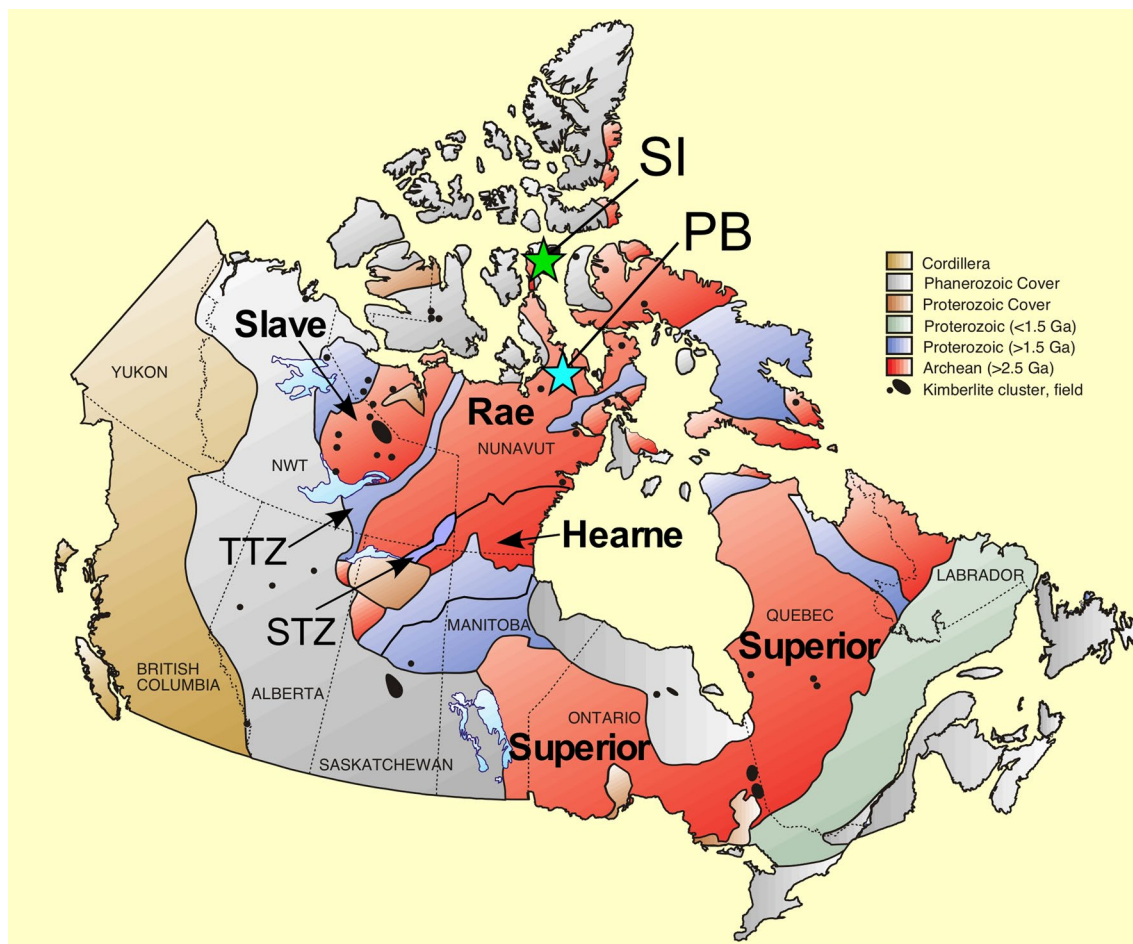 SI
PB
Slave
YUKON
Rae
NWT
NUNAVUT
TTZ
Hearne
STZ
MANITOBA
BRITISH
COLUMBIA
ALBERTA
SASKATCHEWAN
ONTARIO
Superior
QUEBEC
Superior
LABRADOR
Cordillera
Phanerozoic Cover
Proterozoic Cover
Proterozoic (<1.5 Ga)
Proterozoic (>1.5 Ga)
Archean (>2.5 Ga)
Kimberlite cluster, field